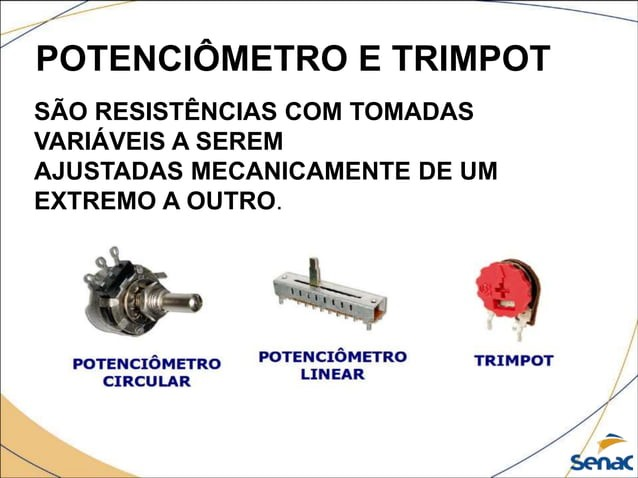 POTENCIÔMETRO E TRIMPOT
SÃO RESISTÊNCIAS COM TOMADAS
VARIÁVEIS A SEREM
AJUSTADAS MECANICAMENTE DE UM
EXTREMO A OUTRO.
POTENCIÔMETRO
CIRCULAR
POTENCIÔMETRO
LINEAR
TRIMPOT
Senac